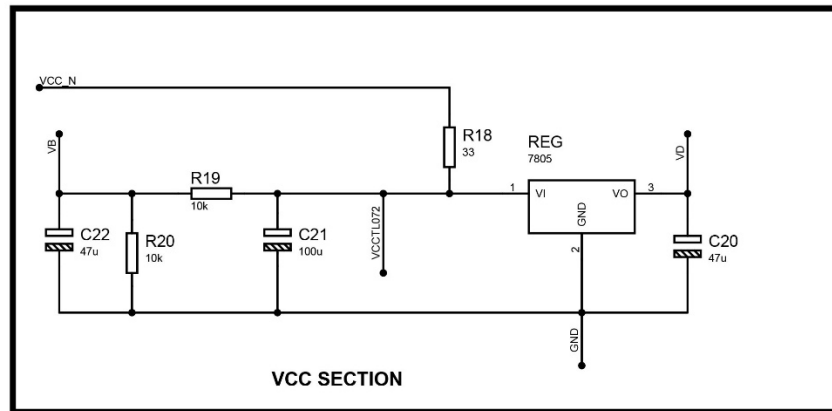 VCC_N
VB
R18
33
REG
7805
VD
R19
10k
1
VI
VO
3
GND
C22
47u
R20
10k
C21
100u
VCCTL072
2
C20
47u
GND
VCC SECTION